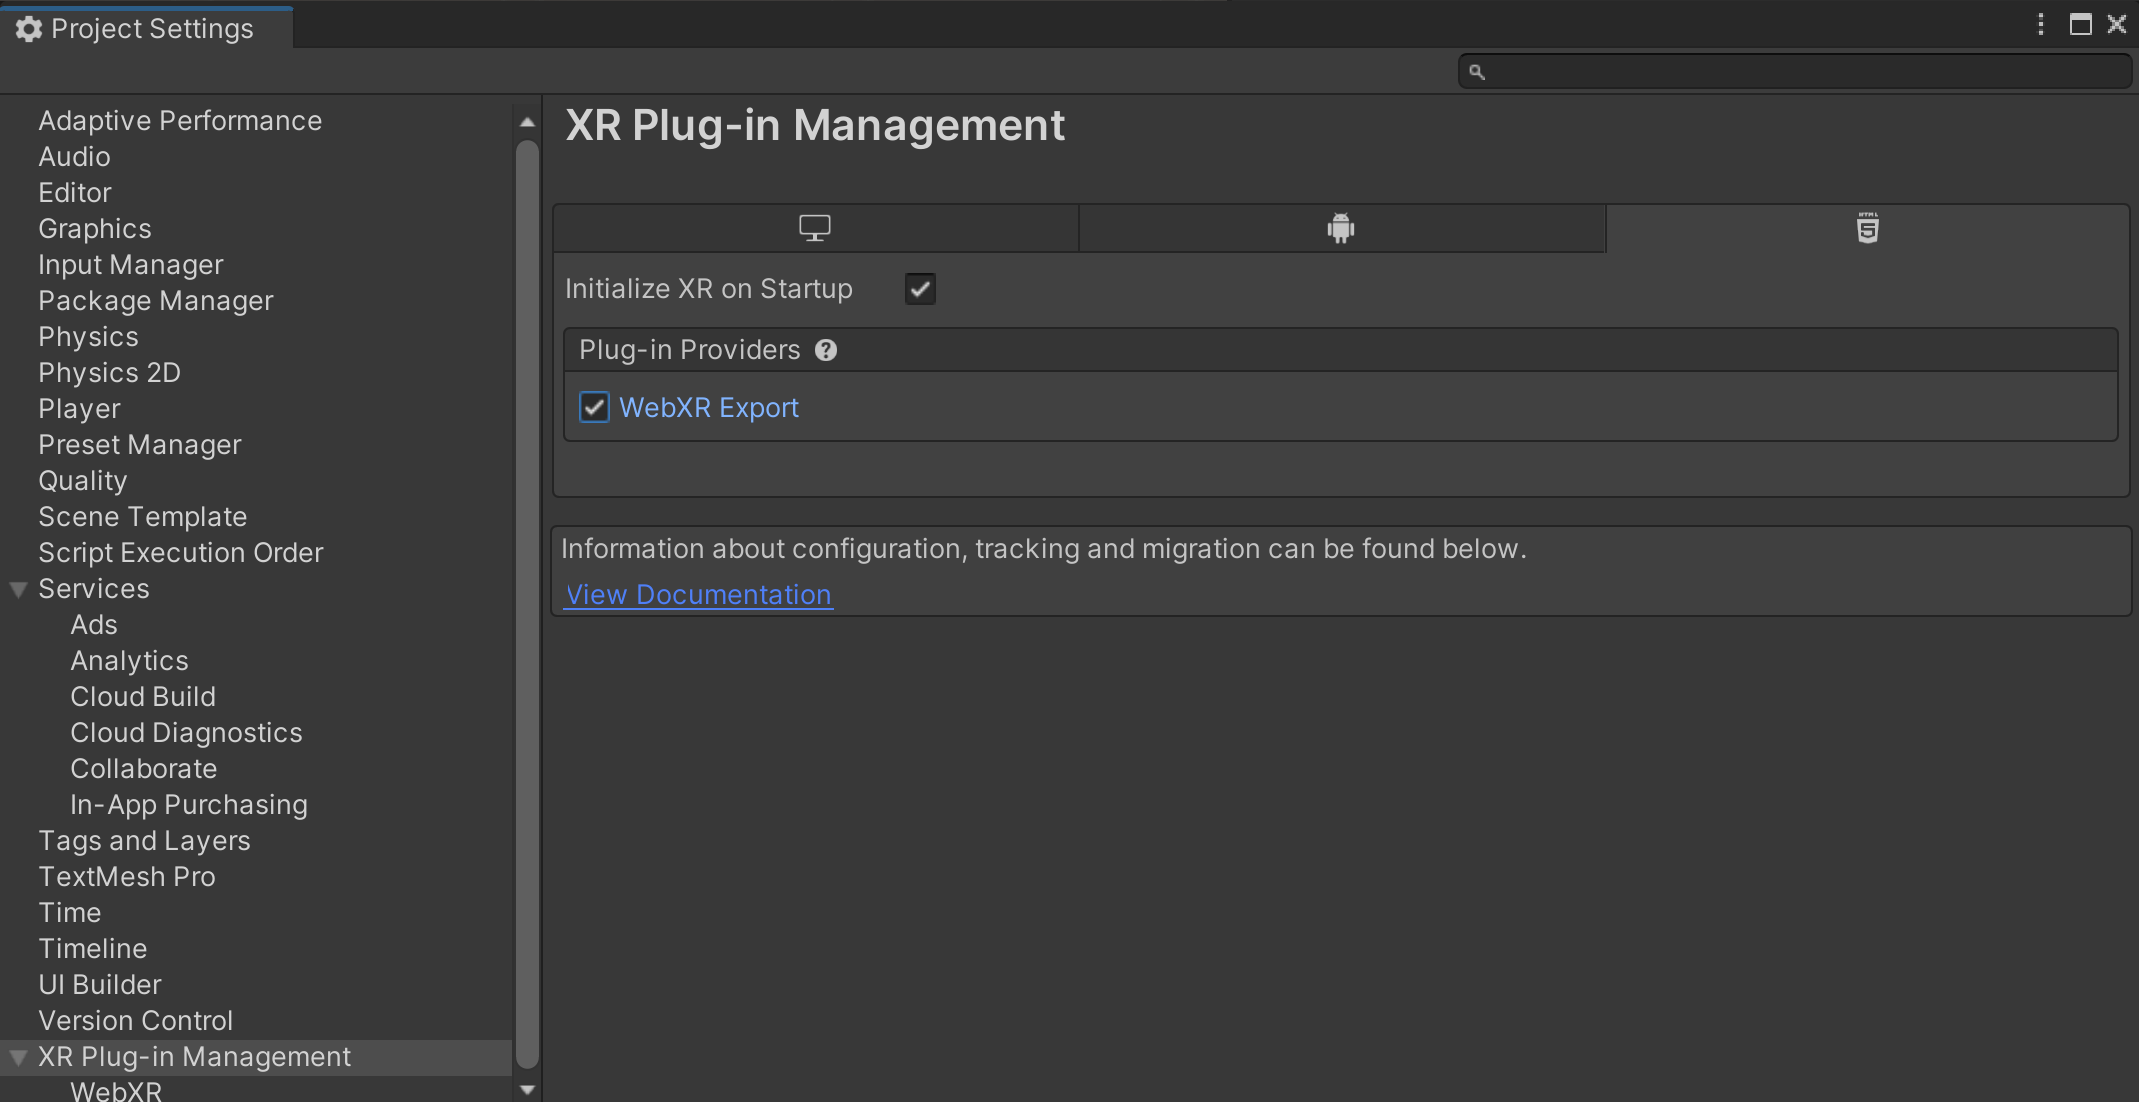 Project Settings
Adaptive Performance
Audio
Editor
Graphics
Input Manager
Package Manager
Physics
Physics 2D
Player
Preset Manager
Quality
Scene Template
Script Execution Order
Services
Ads
Analytics
Cloud Build
Cloud Diagnostics
Collaborate
In-App Purchasing
Tags and Layers
TextMesh Pro
Time
Timeline
UI Builder
Version Control
XR Plug-in Management
WebXR
XR Plug-in Management
HTML 5
Initialize XR on Startup
Plug-in Providers ?
WebXR Export
Information about configuration, tracking and migration can be found below.
View Documentation